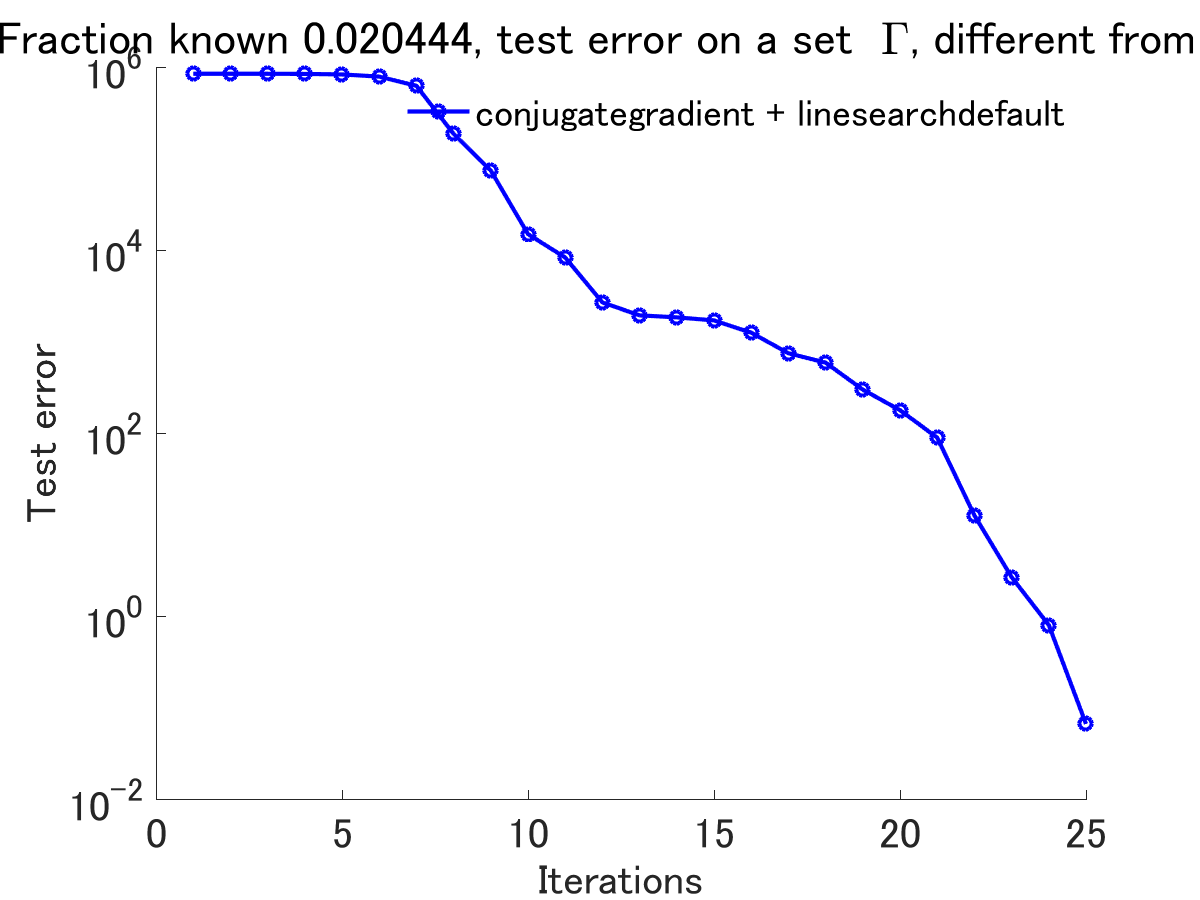 Fraction known 0.020444, test error on a set Γ, different from
10^6
conjugategradient + linesearchdefault
10^4
10^2
10^0
10^-2
Test error
0 5 10 15 20 25
Iterations